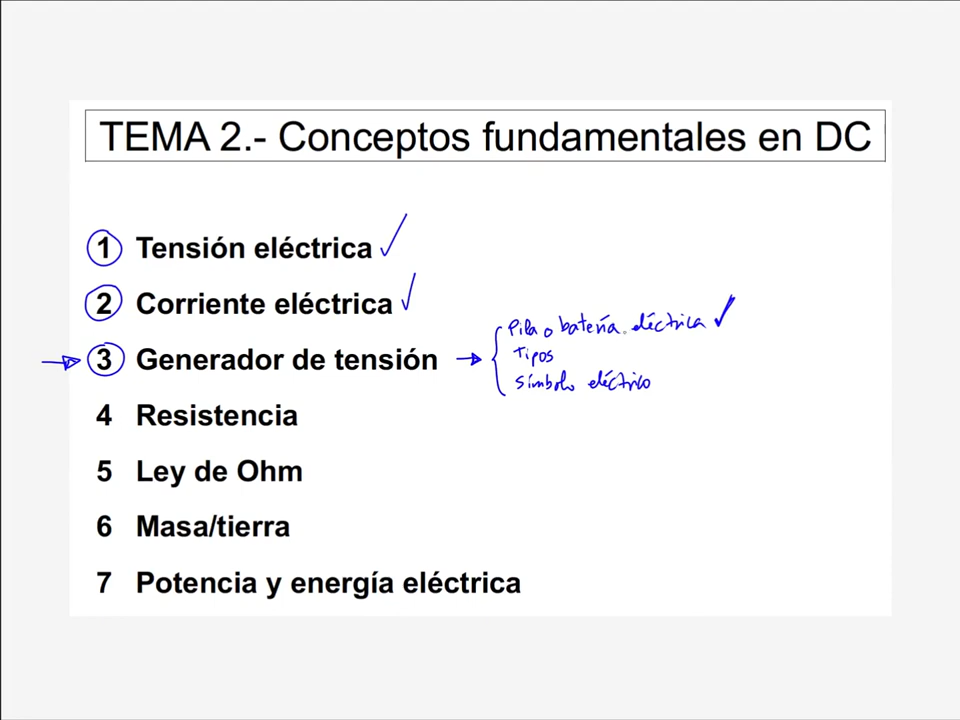 TEMA 2.- Conceptos fundamentales en DC
1 Tensión eléctrica
2 Corriente eléctrica
3 Generador de tensión
Pila o batería eléctrica
Tipos
Símbolo eléctrico
4 Resistencia
5 Ley de Ohm
6 Masa/tierra
7 Potencia y energía eléctrica